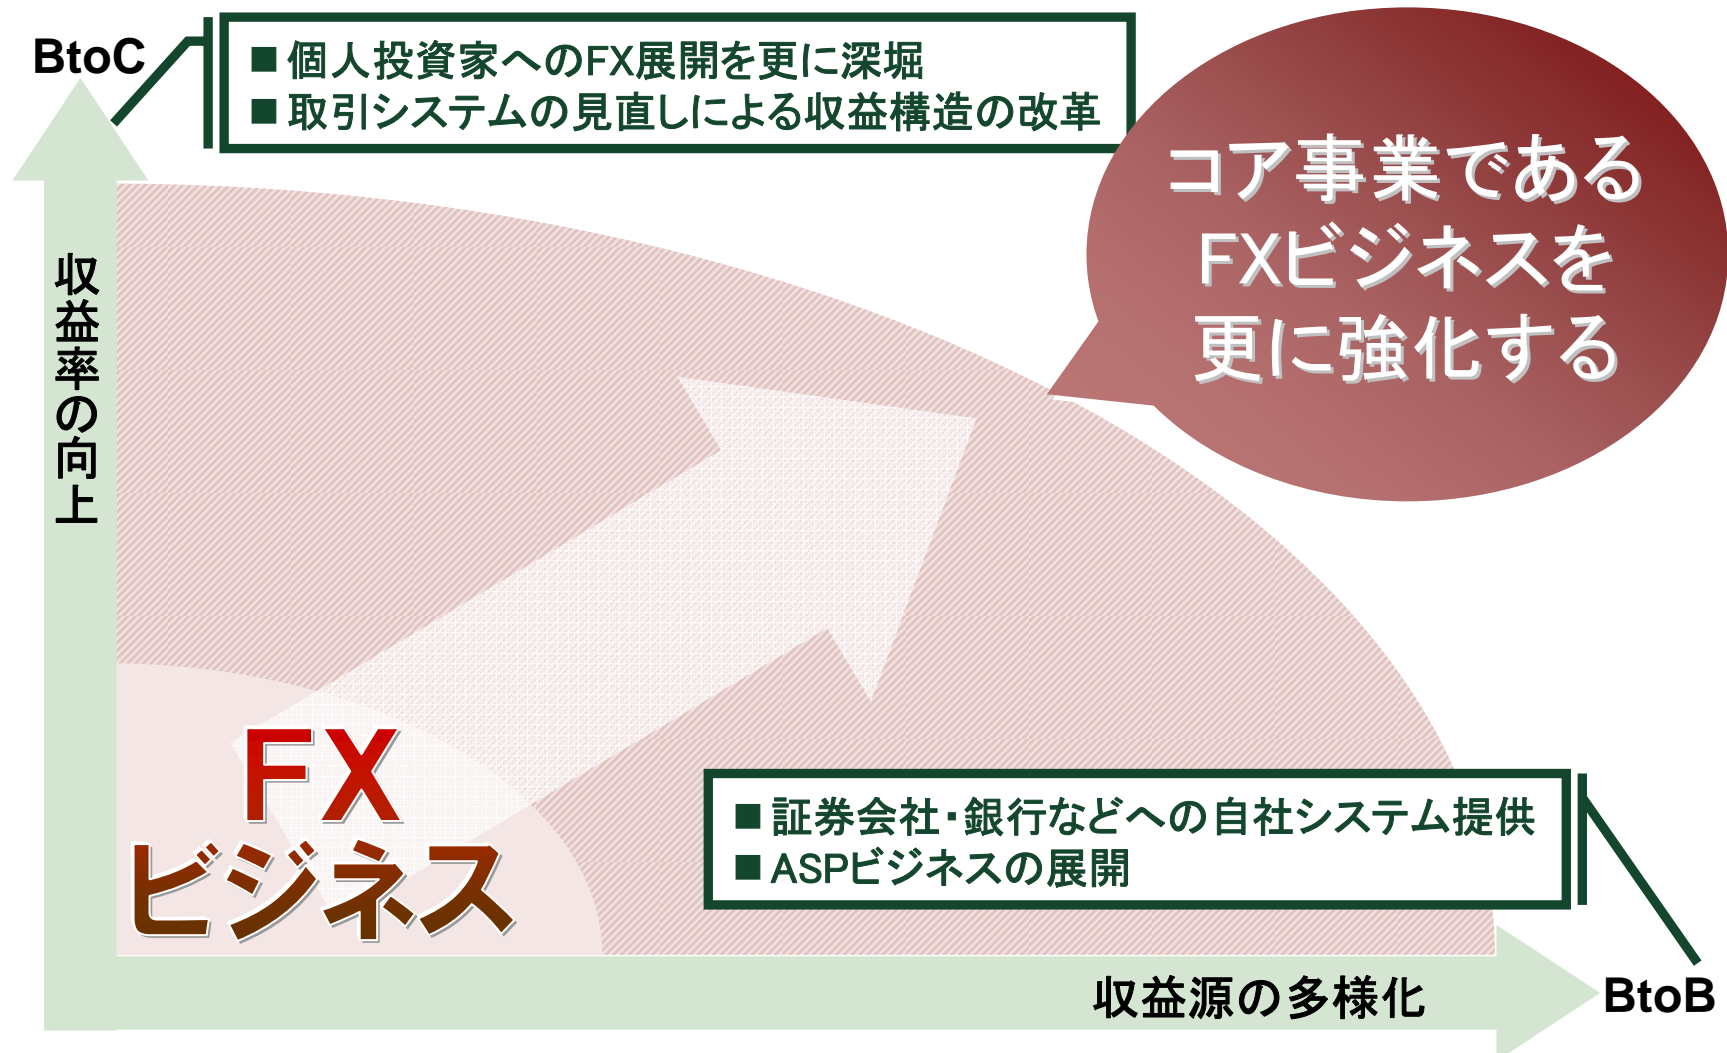 BtoC
■ 個人投資家へのFX展開を更に深堀
■ 取引システムの見直しによる収益構造の改革
コア事業である
FXビジネスを
更に強化する
収益率の向上
FX
ビジネス
■ 証券会社・銀行などへの自社システム提供
■ ASPビジネスの展開
収益源の多様化
BtoB